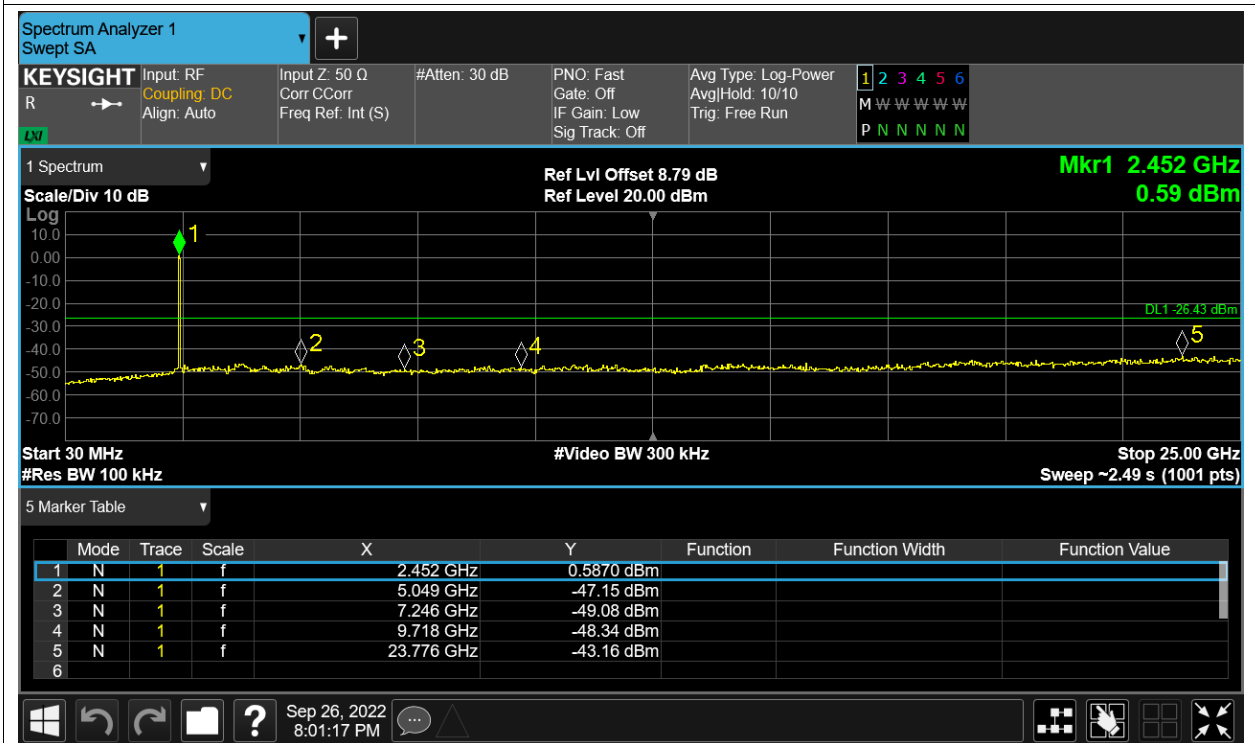 Spectrum Analyzer 1
Swept SA
+
KEYSIGHT Input: RF Input Z: 50 Ω #Atten: 30 dB PNO: Fast Avg Type: Log-Power 1 2 3 4 5 6
R Coupling: DC Corr CCorr Gate: Off Avg|Hold: 10/10 M W W W W W W
Align: Auto Freq Ref: Int (S) IF Gain: Low Trig: Free Run
LXI Sig Track: Off P N N N N N N
1 Spectrum Ref Lvl Offset 8.79 dB Mkr1 2.452 GHz
Scale/Div 10 dB Ref Level 20.00 dBm 0.59 dBm
Log
10.0 1
0.00
-10.0
-20.0 DL1 -26.43 dBm
-30.0
-40.0 2 3 4 5
-50.0
-60.0
-70.0
Start 30 MHz #Video BW 300 kHz Stop 25.00 GHz
#Res BW 100 kHz Sweep ~2.49 s (1001 pts)
5 Marker Table
Mode Trace Scale X Y Function Function Width Function Value
1 N 1 f 2.452 GHz 0.5870 dBm
2 N 1 f 5.049 GHz -47.15 dBm
3 N 1 f 7.246 GHz -49.08 dBm
4 N 1 f 9.718 GHz -48.34 dBm
5 N 1 f 23.776 GHz -43.16 dBm
6
? Sep 26, 2022
8:01:17 PM